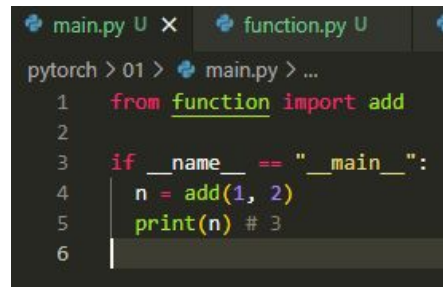 main.py U X function.py U
pytorch > 01 > main.py > ...
1 from function import add
2
3 if __name__ == "__main__":
4 n = add(1, 2)
5 print(n) # 3
6